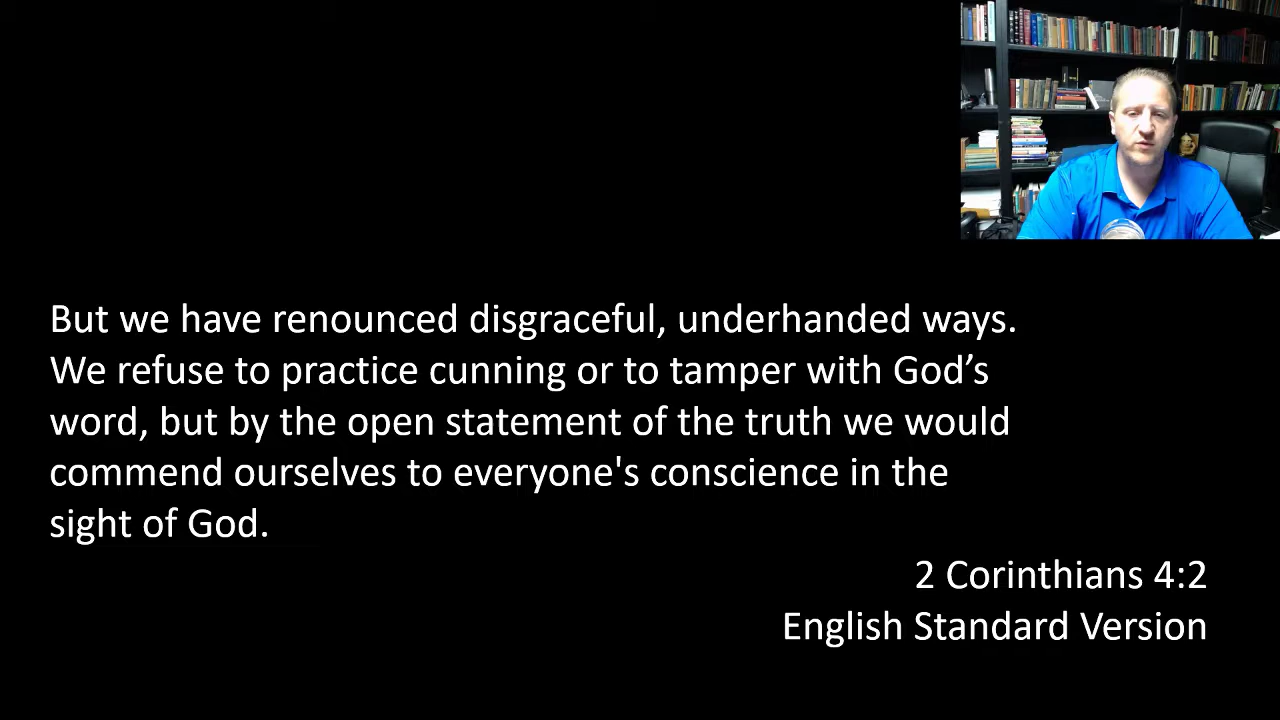 But we have renounced disgraceful, underhanded ways.
We refuse to practice cunning or to tamper with God’s
word, but by the open statement of the truth we would
commend ourselves to everyone's conscience in the
sight of God.
2 Corinthians 4:2
English Standard Version